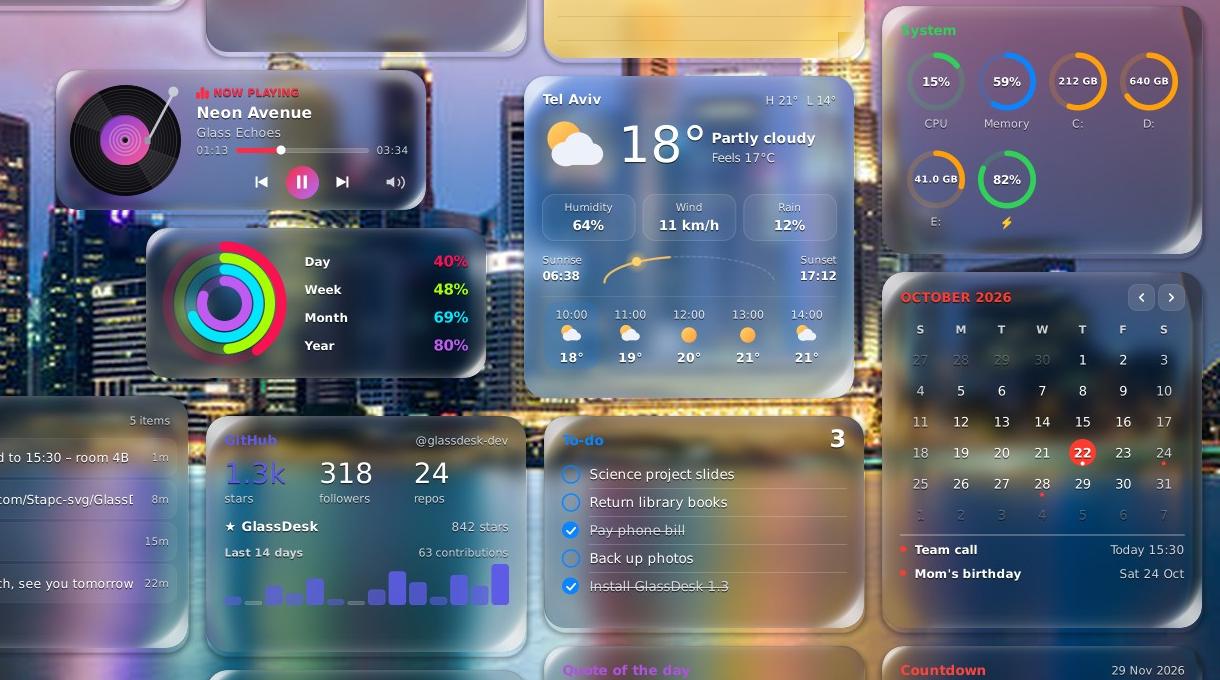 NOW PLAYING
Neon Avenue
Glass Echoes
01:13 03:34
Day 40%
Week 48%
Month 69%
Year 80%
Tel Aviv H 21° L 14°
18° Partly cloudy
Feels 17°C
Humidity Wind Rain
64% 11 km/h 12%
Sunrise Sunset
06:38 17:12
10:00 11:00 12:00 13:00 14:00
18° 19° 20° 21° 21°
System
15% 59% 212 GB 640 GB
CPU Memory C: D:
41.0 GB 82%
E:
OCTOBER 2026
S M T W T F S
27 28 29 30 1 2 3
4 5 6 7 8 9 10
11 12 13 14 15 16 17
18 19 20 21 22 23 24
25 26 27 28 29 30 31
1 2 3 4 5 6 7
Team call Today 15:30
Mom's birthday Sat 24 Oct
5 items
d to 15:30 – room 4B 1m
com/Stapc-svg/GlassD 8m
15m
ch, see you tomorrow 22m
GitHub @glassdesk-dev
1.3k 318 24
stars followers repos
★ GlassDesk 842 stars
Last 14 days 63 contributions
To-do 3
Science project slides
Return library books
Pay phone bill
Back up photos
Install GlassDesk 1.3
Quote of the day
Countdown 29 Nov 2026